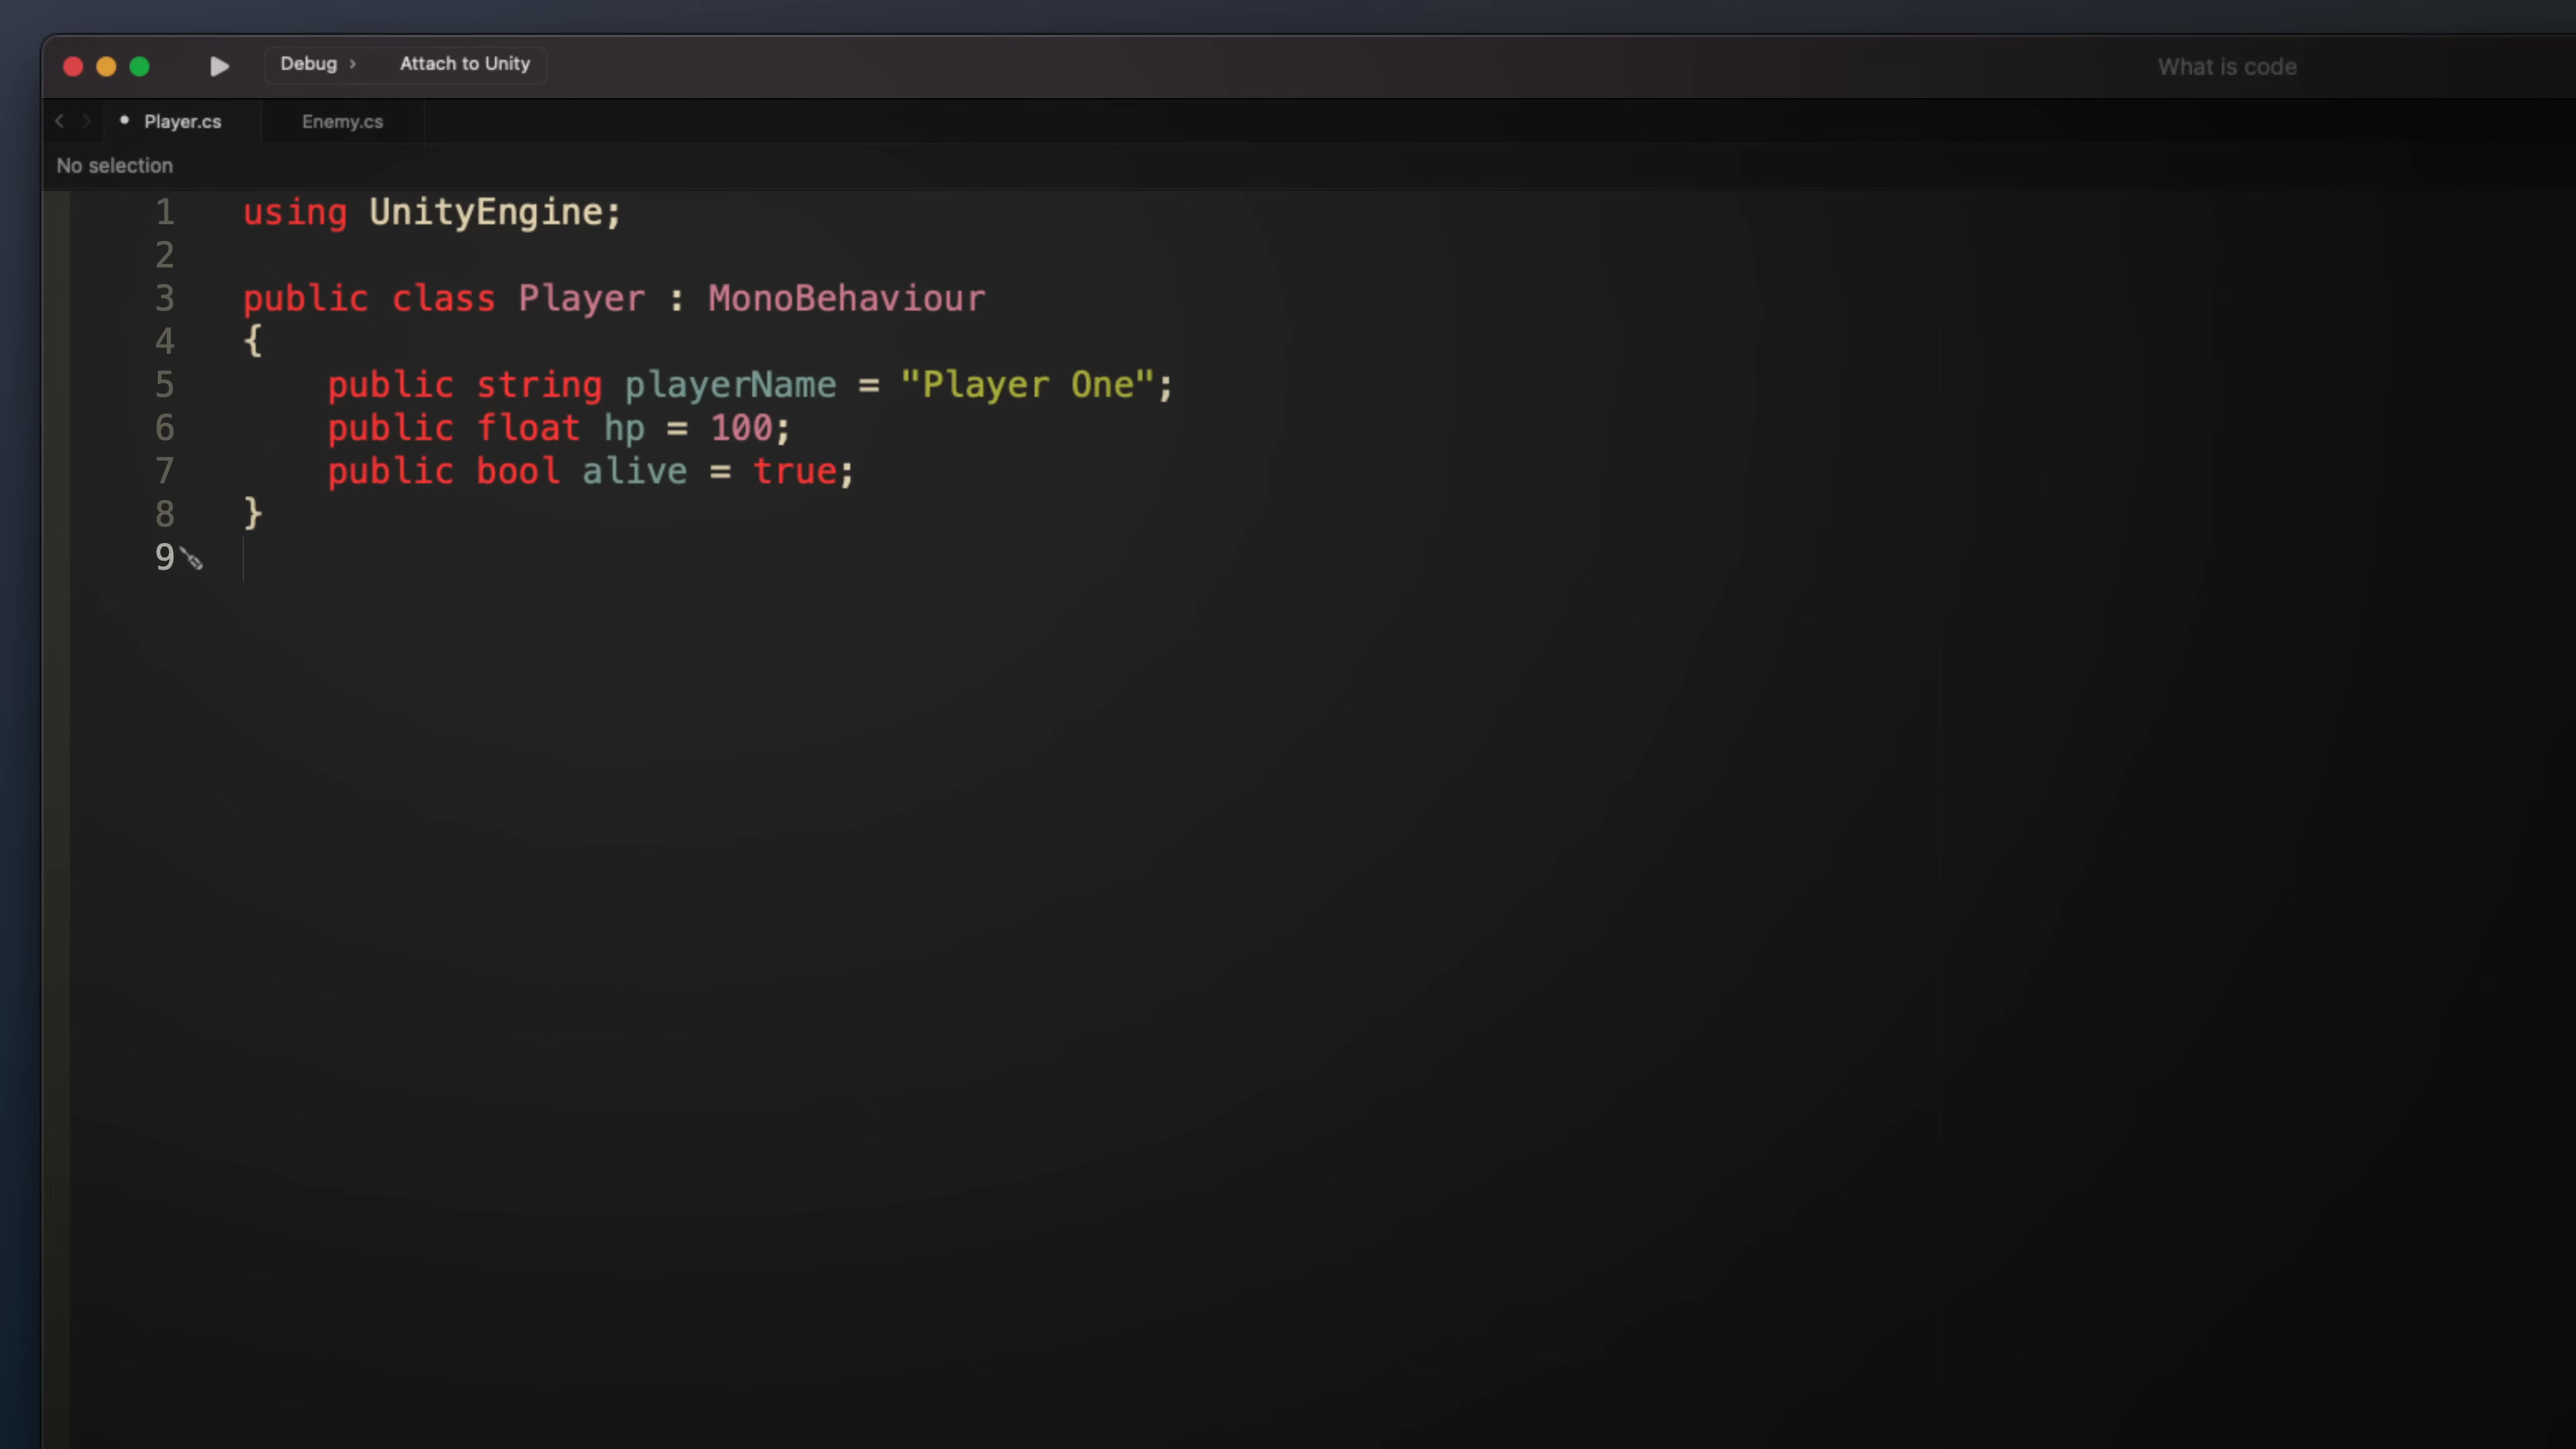 Debug › Attach to Unity
What is code
Player.cs Enemy.cs
No selection
1 using UnityEngine;
2
3 public class Player : MonoBehaviour
4 {
5 public string playerName = "Player One";
6 public float hp = 100;
7 public bool alive = true;
8 }
9